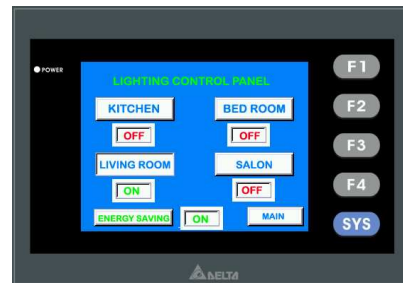 POWER
LIGHTING CONTROL PANEL
KITCHEN
BED ROOM
OFF
OFF
LIVING ROOM
SALON
ON
OFF
ENERGY SAVING
ON
MAIN
F1
F2
F3
F4
SYS
DELTA